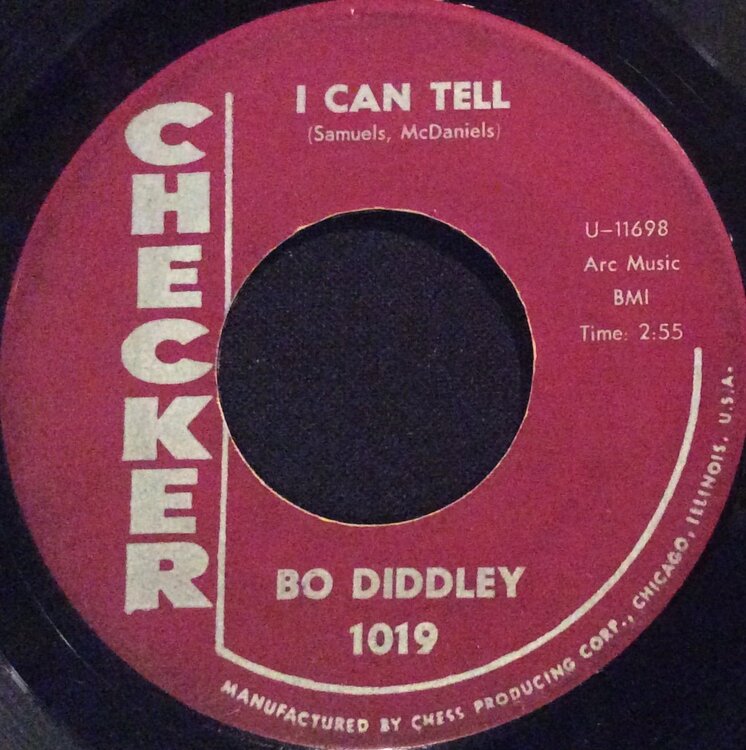 I CAN TELL
(Samuels, McDaniels)
CHECKER
U-11698
Arc Music
BMI
Time: 2:55
BO DIDDLEY
1019
MANUFACTURED BY CHESS PRODUCING CORP., CHICAGO, ILLINOIS, U.S.A.